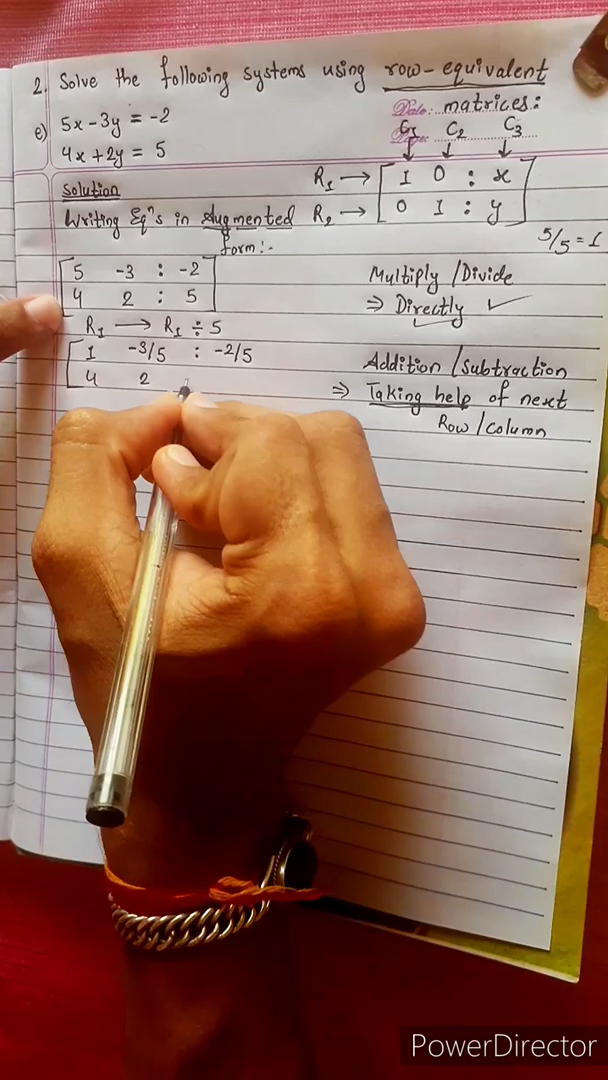 2. Solve the following systems using row-equivalent
Date: matrices:
e) 5x-3y = -2
4x+2y = 5
C1 C2 C3
Solution
R1 → [ 1 0 : x
R2 → 0 1 : y ]
Writing Eqⁿs in Augmented
form:-
5/5 = 1
[ 5 -3 : -2
4 2 : 5 ]
R1 → R1 ÷ 5
[ 1 -3/5 : -2/5
4 2
Multiply / Divide
⇒ Directly ✓
Addition / Subtraction
⇒ Taking help of next
Row / column
PowerDirector